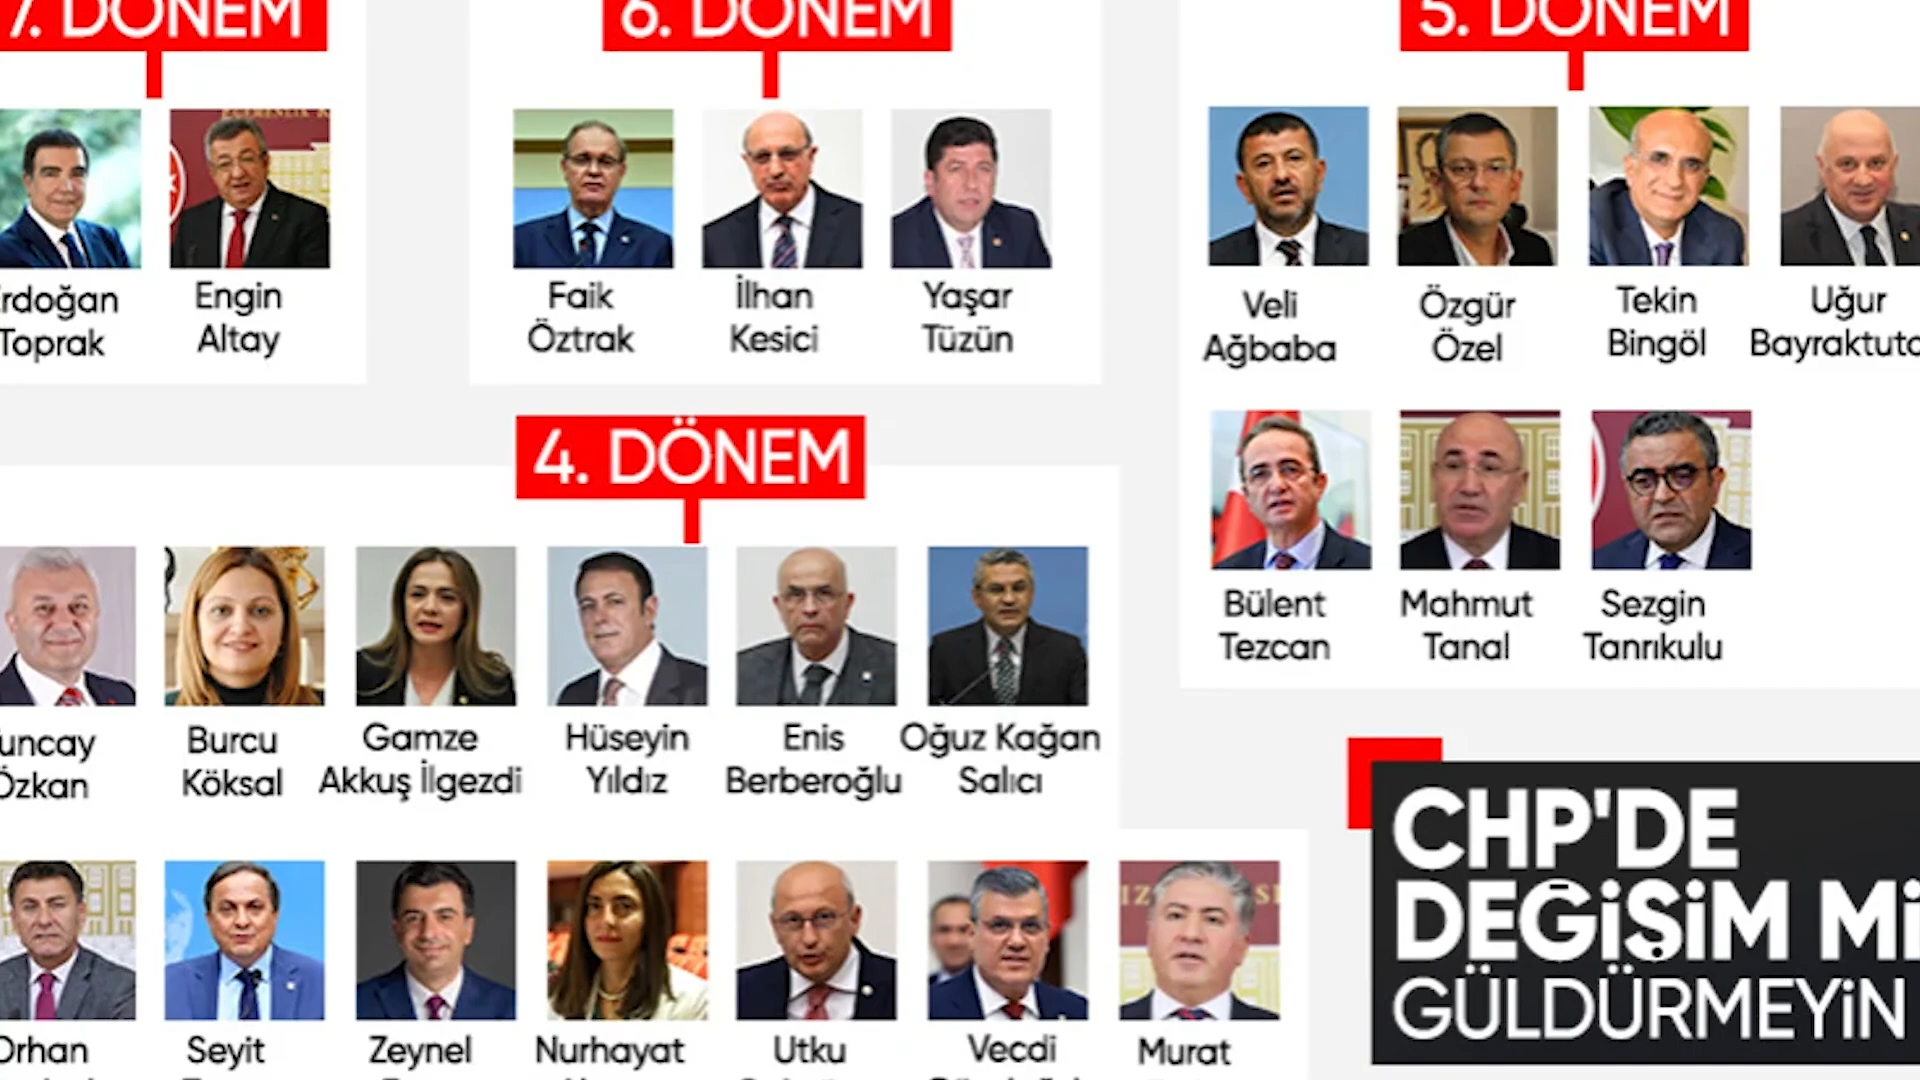 7. DÖNEM
Erdoğan
Toprak
Engin
Altay
6. DÖNEM
Faik
Öztrak
İlhan
Kesici
Yaşar
Tüzün
5. DÖNEM
Veli
Ağbaba
Özgür
Özel
Tekin
Bingöl
Uğur
Bülent
Tezcan
Mahmut
Tanal
Sezgin
Tanrıkulu
4. DÖNEM
Tuncay
Özkan
Burcu
Köksal
Gamze
Akkuş İlgezdi
Hüseyin
Yıldız
Enis
Berberoğlu
Oğuz Kağan
Salıcı
Orhan
Seyit
Zeynel
Nurhayat
Utku
Vecdi
Murat
CHP'DE
DEĞİŞİM Mİ
GÜLDÜRMEYİN